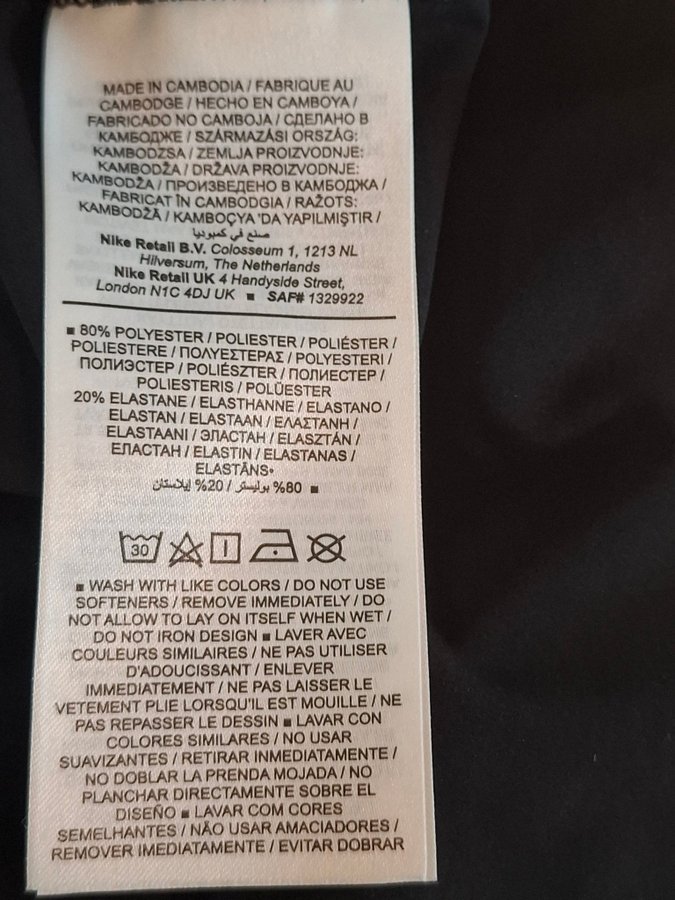 MADE IN CAMBODIA / FABRIQUE AU
CAMBODGE / HECHO EN CAMBOYA /
FABRICADO NO CAMBOJA / СДЕЛАНО В
КАМБОДЖЕ / SZÁRMAZÁSI ORSZÁG:
KAMBODZSA / ZEMLJA PROIZVODNJE:
KAMBODŽA / DRŽAVA PROIZVODNJE:
KAMBODŽA / ПРОИЗВЕДЕНО В КАМБОДЖА /
FABRICAT ÎN CAMBODGIA / RAŽOTS:
KAMBODŽĀ / KAMBOÇYA 'DA YAPILMIŞTIR /
صنع في كمبوديا
Nike Retail B.V. Colosseum 1, 1213 NL
Hilversum, The Netherlands
Nike Retail UK 4 Handyside Street,
London N1C 4DJ UK ■ SAF# 1329922
■ 80% POLYESTER / POLIESTER / POLIÉSTER /
POLIESTERE / ΠΟΛΥΕΣΤΕΡΑΣ / POLYESTERI /
ПОЛИЭСТЕР / POLIÉSZTER / ПОЛИЕСТЕР /
POLIESTERIS / POLÜESTER
20% ELASTANE / ELASTHANNE / ELASTANO /
ELASTAN / ELASTAAN / ΕΛΑΣΤΑΝΗ /
ELASTAANI / ЭЛАСТАН / ELASZTÁN /
ЕЛАСТАН / ELASTIN / ELASTANAS /
ELASTĀNS•
80% بوليستر / 20% إيلاستان ■
30
■ WASH WITH LIKE COLORS / DO NOT USE
SOFTENERS / REMOVE IMMEDIATELY / DO
NOT ALLOW TO LAY ON ITSELF WHEN WET /
DO NOT IRON DESIGN ■ LAVER AVEC
COULEURS SIMILAIRES / NE PAS UTILISER
D'ADOUCISSANT / ENLEVER
IMMEDIATEMENT / NE PAS LAISSER LE
VETEMENT PLIE LORSQU'IL EST MOUILLE / NE
PAS REPASSER LE DESSIN ■ LAVAR CON
COLORES SIMILARES / NO USAR
SUAVIZANTES / RETIRAR INMEDIATAMENTE /
NO DOBLAR LA PRENDA MOJADA / NO
PLANCHAR DIRECTAMENTE SOBRE EL
DISEÑO ■ LAVAR COM CORES
SEMELHANTES / NÃO USAR AMACIADORES /
REMOVER IMEDIATAMENTE / EVITAR DOBRAR